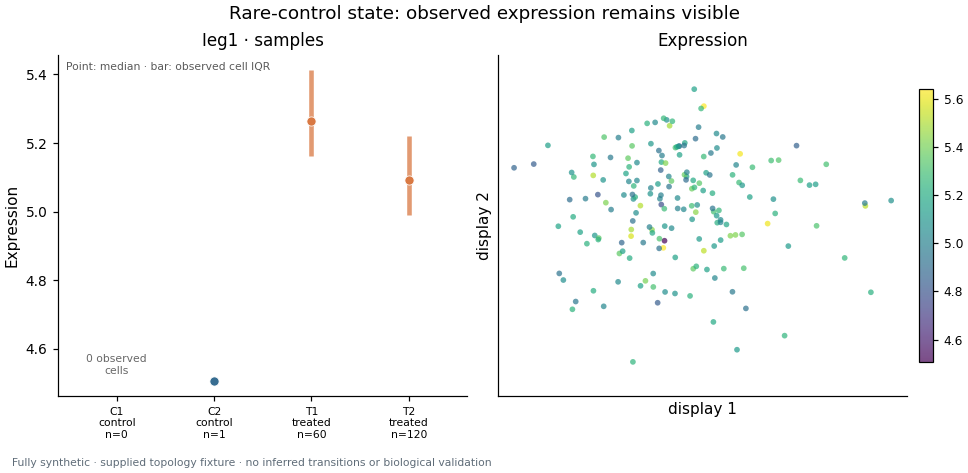 Rare-control state: observed expression remains visible
Ieg1 · samples
Expression
Point: median · bar: observed cell IQR
5.4
5.2
5.0
4.8
4.6
Expression
0 observed
cells
C1
control
n=0
C2
control
n=1
T1
treated
n=60
T2
treated
n=120
display 2
display 1
5.6
5.4
5.2
5.0
4.8
4.6
Fully synthetic · supplied topology fixture · no inferred transitions or biological validation